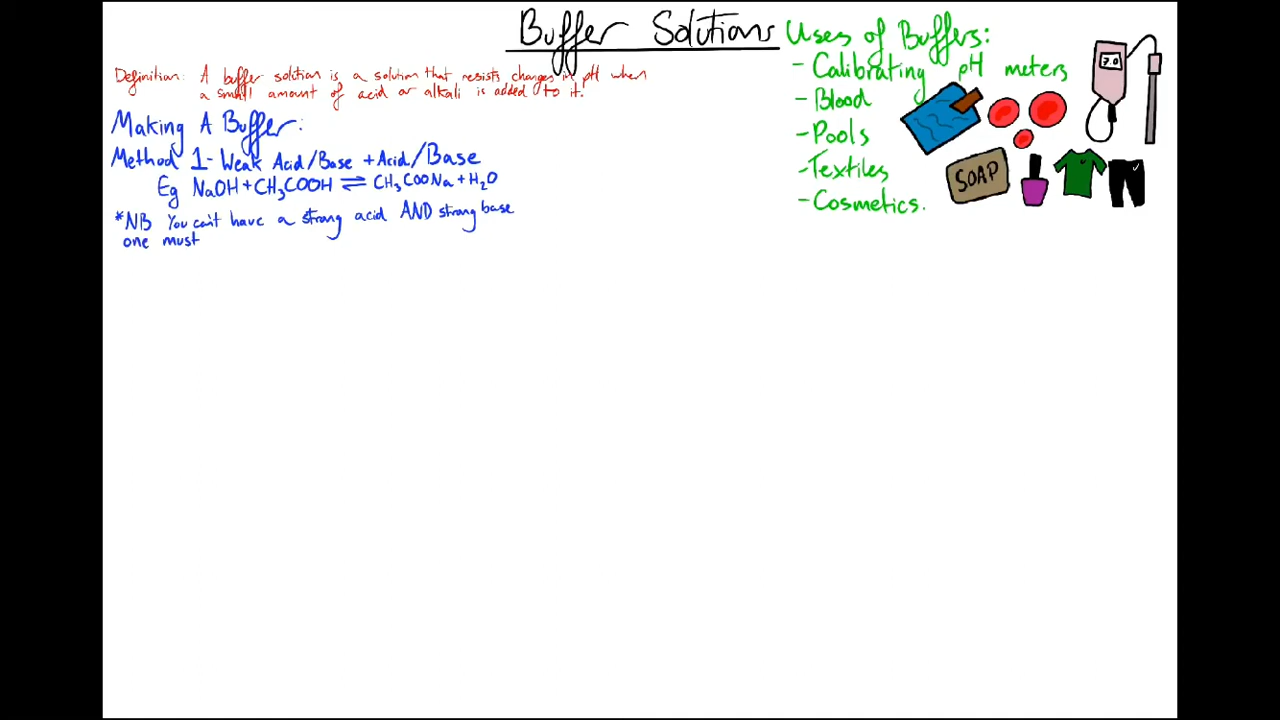 Buffer Solutions
Definition: A buffer solution is a solution that resists changes in pH when
a small amount of acid or alkali is added to it.
Making A Buffer:
Method 1 - Weak Acid/Base + Acid/Base
Eg NaOH + CH₃COOH ⇌ CH₃COONa + H₂O
*NB You can't have a strong acid AND strong base
one must
Uses of Buffers:
- Calibrating pH meters
- Blood
- Pools
- Textiles
- Cosmetics.
7.0
SOAP